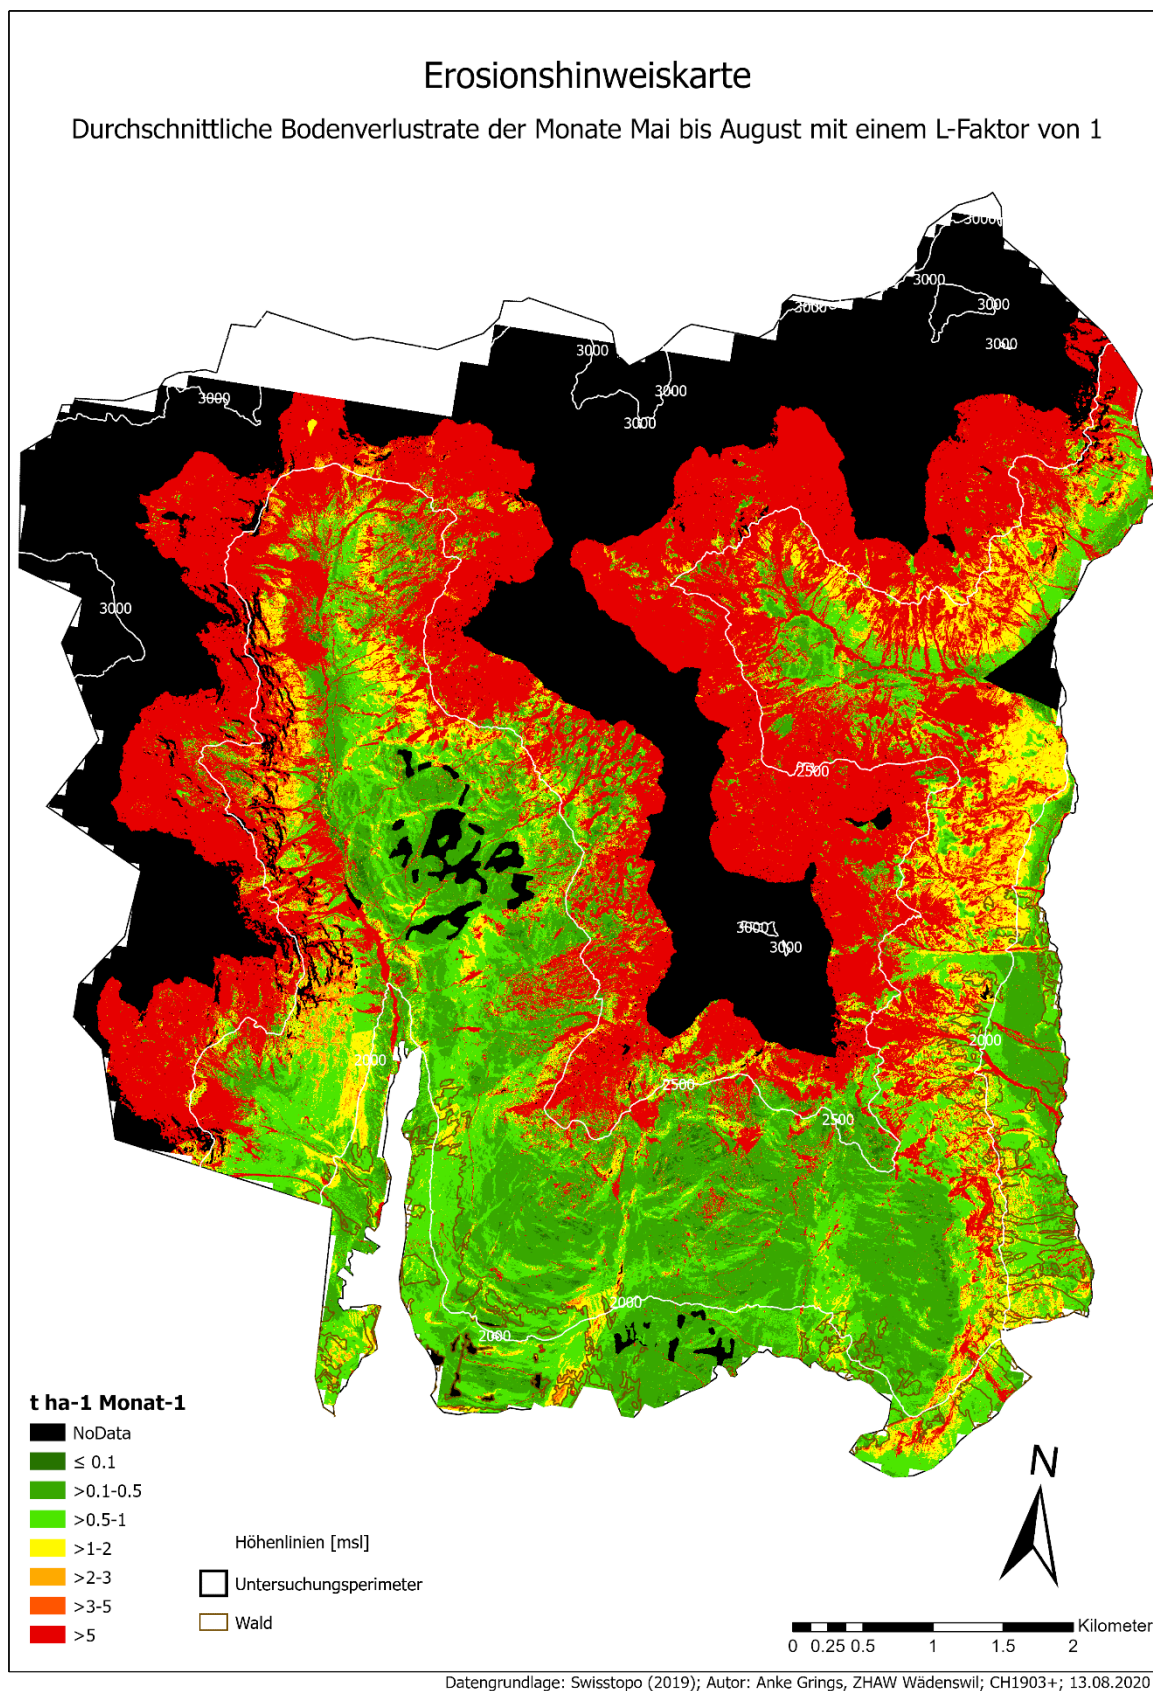 Erosionshinweiskarte
Durchschnittliche Bodenverlustrate der Monate Mai bis August mit einem L-Faktor von 1
3000
3000
3000
3000
3000
3000
3000
3000
3000
3000
3000
2500
3000
3000
2000
2000
2500
2500
2000
2000
t ha-1 Monat-1
NoData
≤ 0.1
>0.1-0.5
>0.5-1
>1-2
>2-3
>3-5
>5
Höhenlinien [msl]
Untersuchungsperimeter
Wald
N
Kilometer
0 0.25 0.5 1 1.5 2
Datengrundlage: Swisstopo (2019); Autor: Anke Grings, ZHAW Wädenswil; CH1903+; 13.08.2020